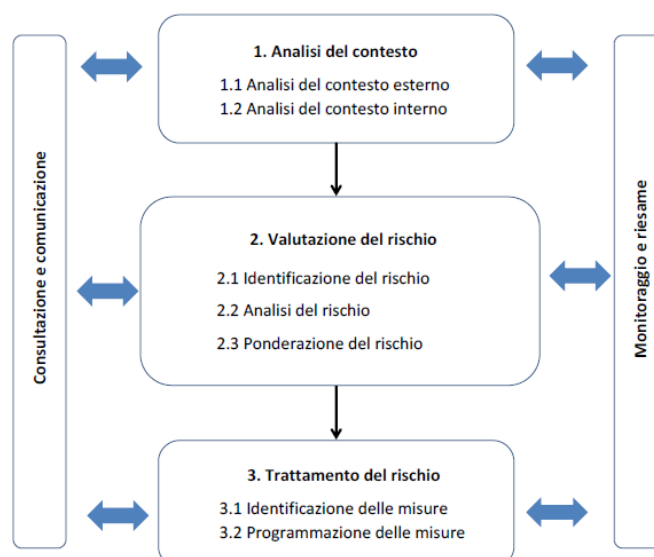 Consultazione e comunicazione
1. Analisi del contesto
1.1 Analisi del contesto esterno
1.2 Analisi del contesto interno
2. Valutazione del rischio
2.1 Identificazione del rischio
2.2 Analisi del rischio
2.3 Ponderazione del rischio
3. Trattamento del rischio
3.1 Identificazione delle misure
3.2 Programmazione delle misure
Monitoraggio e riesame